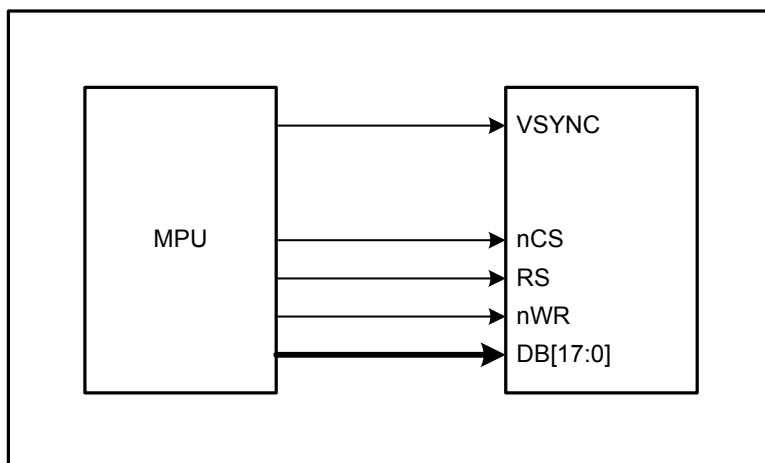 VSYNC
MPU
nCS
RS
nWR
DB[17:0]